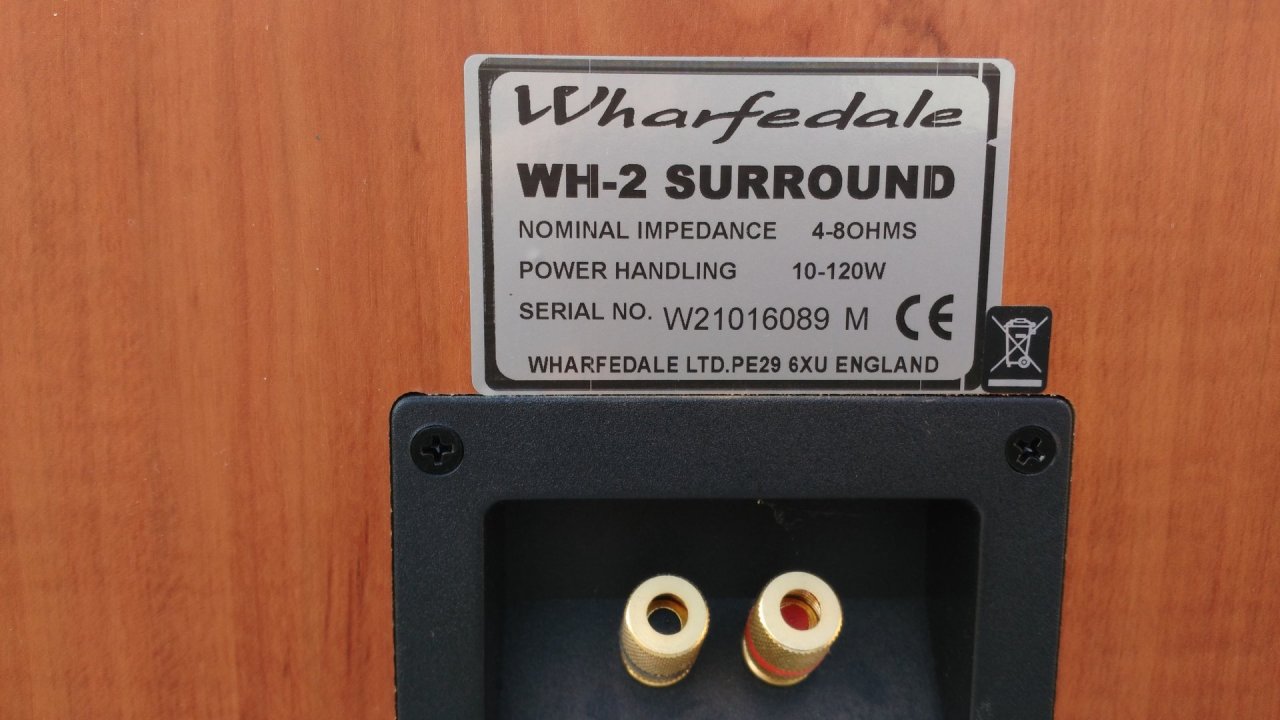 Wharfedale
WH-2 SURROUND
NOMINAL IMPEDANCE 4-8OHMS
POWER HANDLING 10-120W
SERIAL NO. W21016089 M CE
WHARFEDALE LTD.PE29 6XU ENGLAND